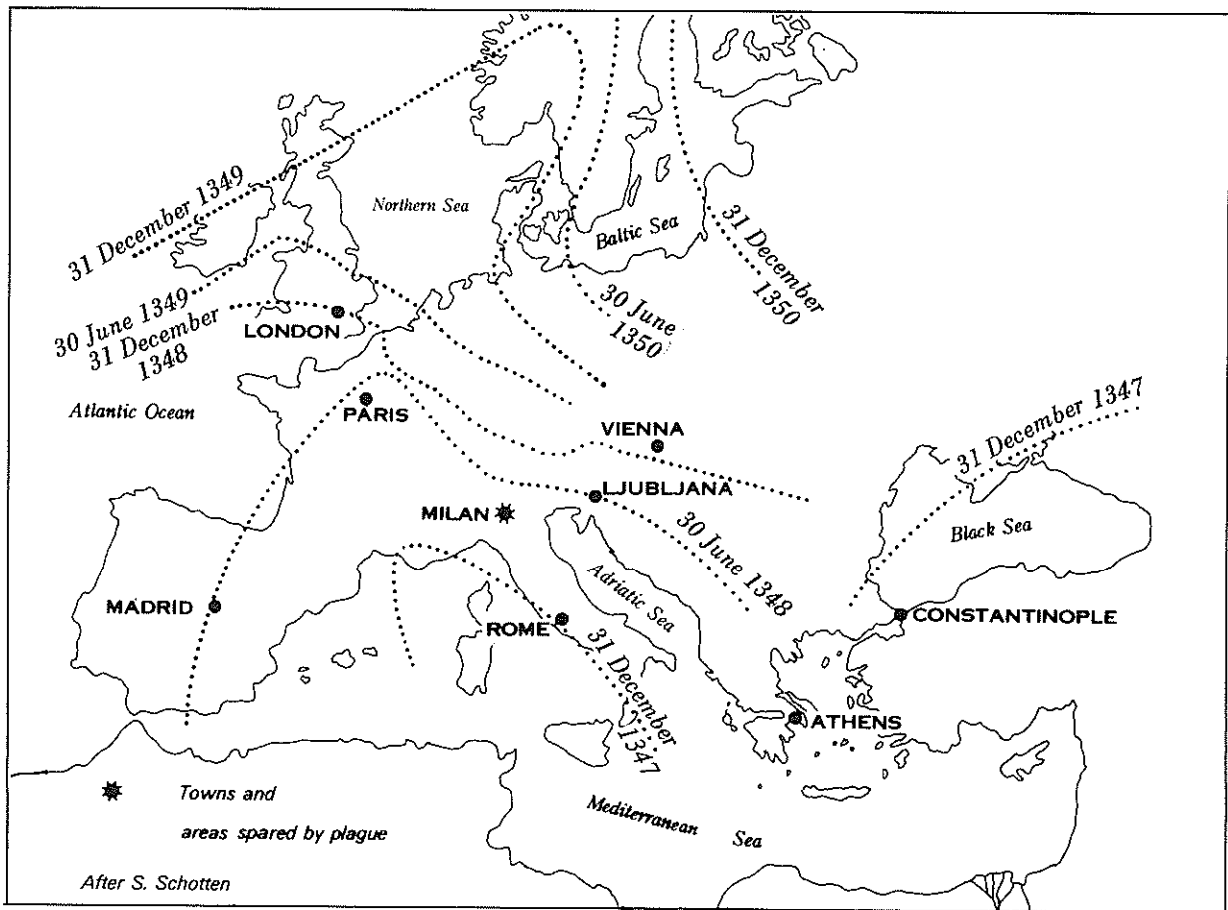 31 December 1349
Northern Sea
Baltic Sea
31 December
1350
30 June 1349
31 December
1348
LONDON
30 June
1350
Atlantic Ocean
PARIS
VIENNA
31 December 1347
LJUBLJANA
MILAN
30 June 1348
Black Sea
Adriatic Sea
MADRID
ROME
CONSTANTINOPLE
31 December
1347
ATHENS
Towns and
areas spared by plague
Mediterranean Sea
After S. Schotten